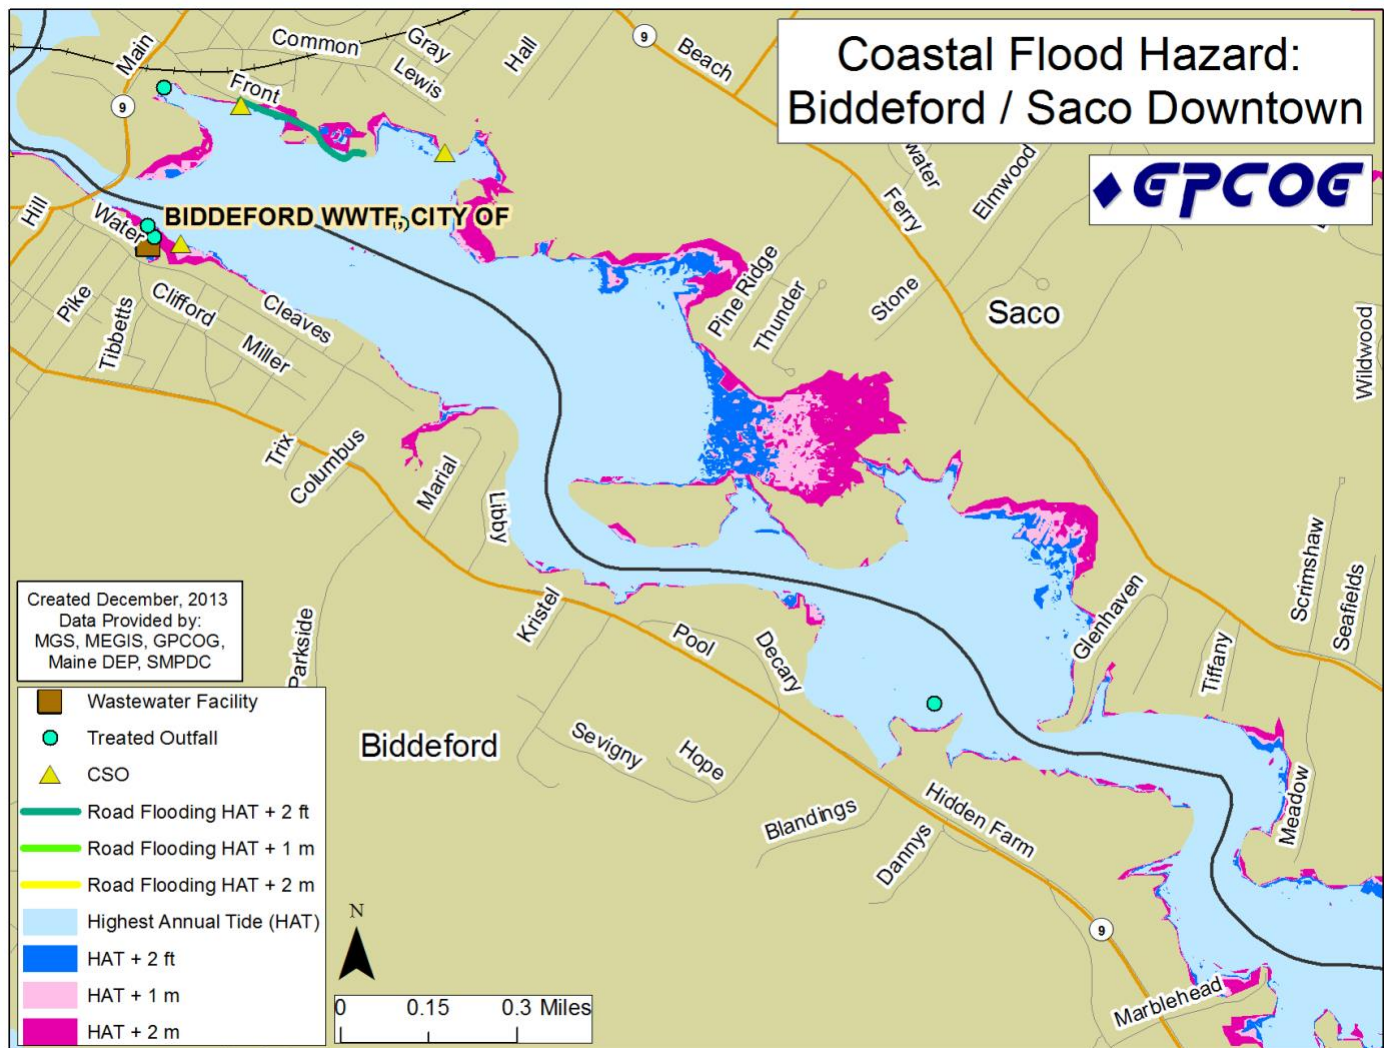 Coastal Flood Hazard:
Biddeford / Saco Downtown
GPCOG
Main
9
Common
Gray
Lewis
Hall
Front
9
Beach
Ferry
water
Elmwood
Hill
Water
BIDDEFORD WWTF, CITY OF
Pike
Tibbetts
Clifford
Cleaves
Miller
Pine Ridge
Thunder
Stone
Saco
Wildwood
Trix
Columbus
Marial
Libby
Kristel
Parkside
Pool
Decary
Glenhaven
Tiffany
Scrimshaw
Seafields
Biddeford
Sevigny
Hope
Blandings
Dannys
Hidden Farm
Meadow
9
Marblehead
Created December, 2013
Data Provided by:
MGS, MEGIS, GPCOG,
Maine DEP, SMPDC
Wastewater Facility
Treated Outfall
CSO
Road Flooding HAT + 2 ft
Road Flooding HAT + 1 m
Road Flooding HAT + 2 m
Highest Annual Tide (HAT)
HAT + 2 ft
HAT + 1 m
HAT + 2 m
N
0 0.15 0.3 Miles